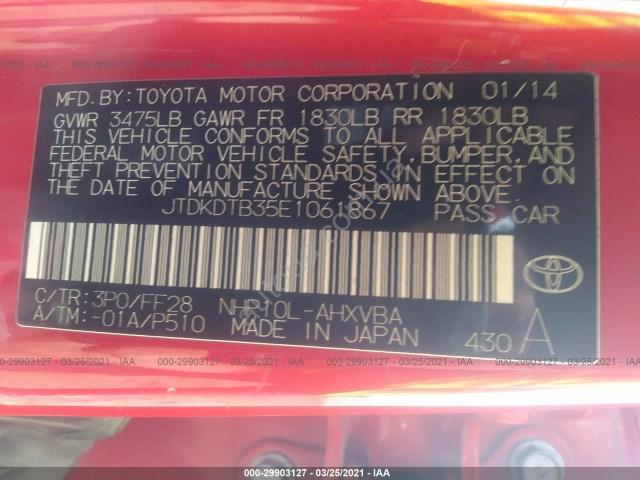 MFD.BY:TOYOTA MOTOR CORPORATION 01/14
GVWR 3475LB GAWR FR 1830LB RR 1830LB
THIS VEHICLE CONFORMS TO ALL APPLICABLE
FEDERAL MOTOR VEHICLE SAFETY,BUMPER,AND
THEFT PREVENTION STANDARDS IN EFFECT ON
THE DATE OF MANUFACTURE SHOWN ABOVE.
JTDKDTB35E1061867 PASS.CAR
C/TR:3P0/FF28 NHP10L-AHXVBA
A/TM:-01A/P510 MADE IN JAPAN 430 A
000-29903127 - 03/25/2021 - IAA